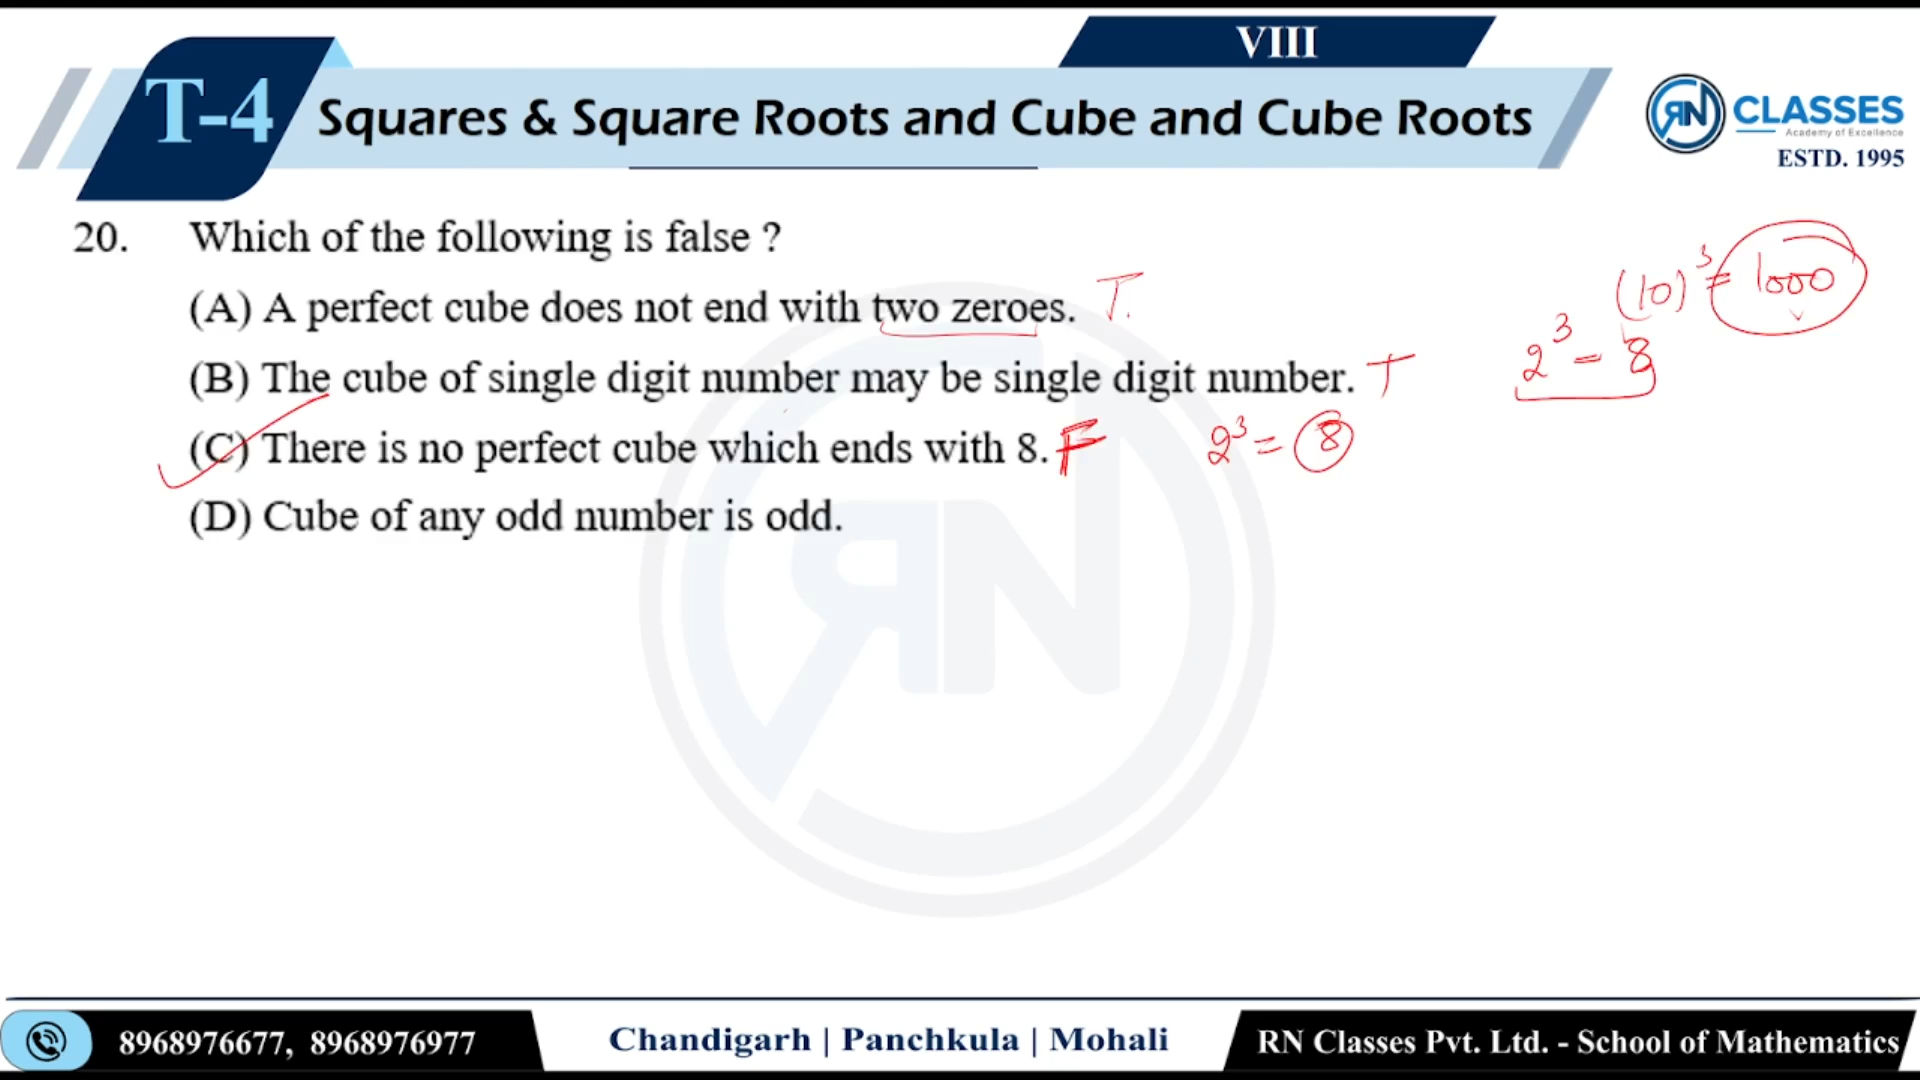 VIII
T-4
Squares & Square Roots and Cube and Cube Roots
RN CLASSES
Academy of Excellence
ESTD. 1995
20. Which of the following is false ?
(10)³ = 1000
(A) A perfect cube does not end with two zeroes. T.
2³ = 8
(B) The cube of single digit number may be single digit number. T
(C) There is no perfect cube which ends with 8. F 2³ = 8
(D) Cube of any odd number is odd.
RN
8968976677, 8968976977
Chandigarh | Panchkula | Mohali
RN Classes Pvt. Ltd. - School of Mathematics